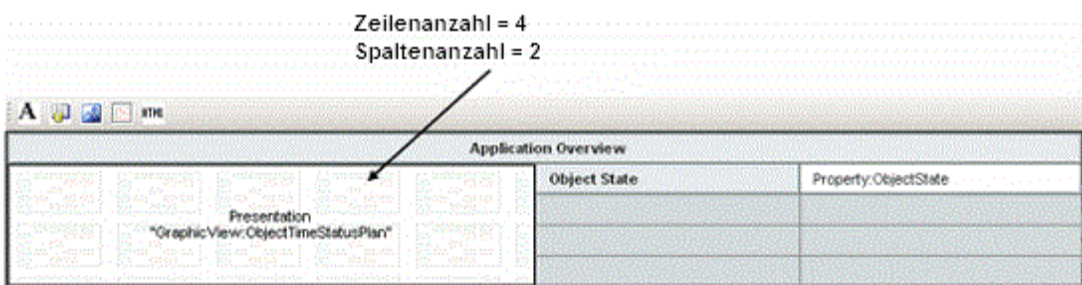 Zeilenanzahl = 4
Spaltenanzahl = 2
A HTML
Application Overview
Object State Property:ObjectState
Presentation
"GraphicView:ObjectTimeStatusPlan"